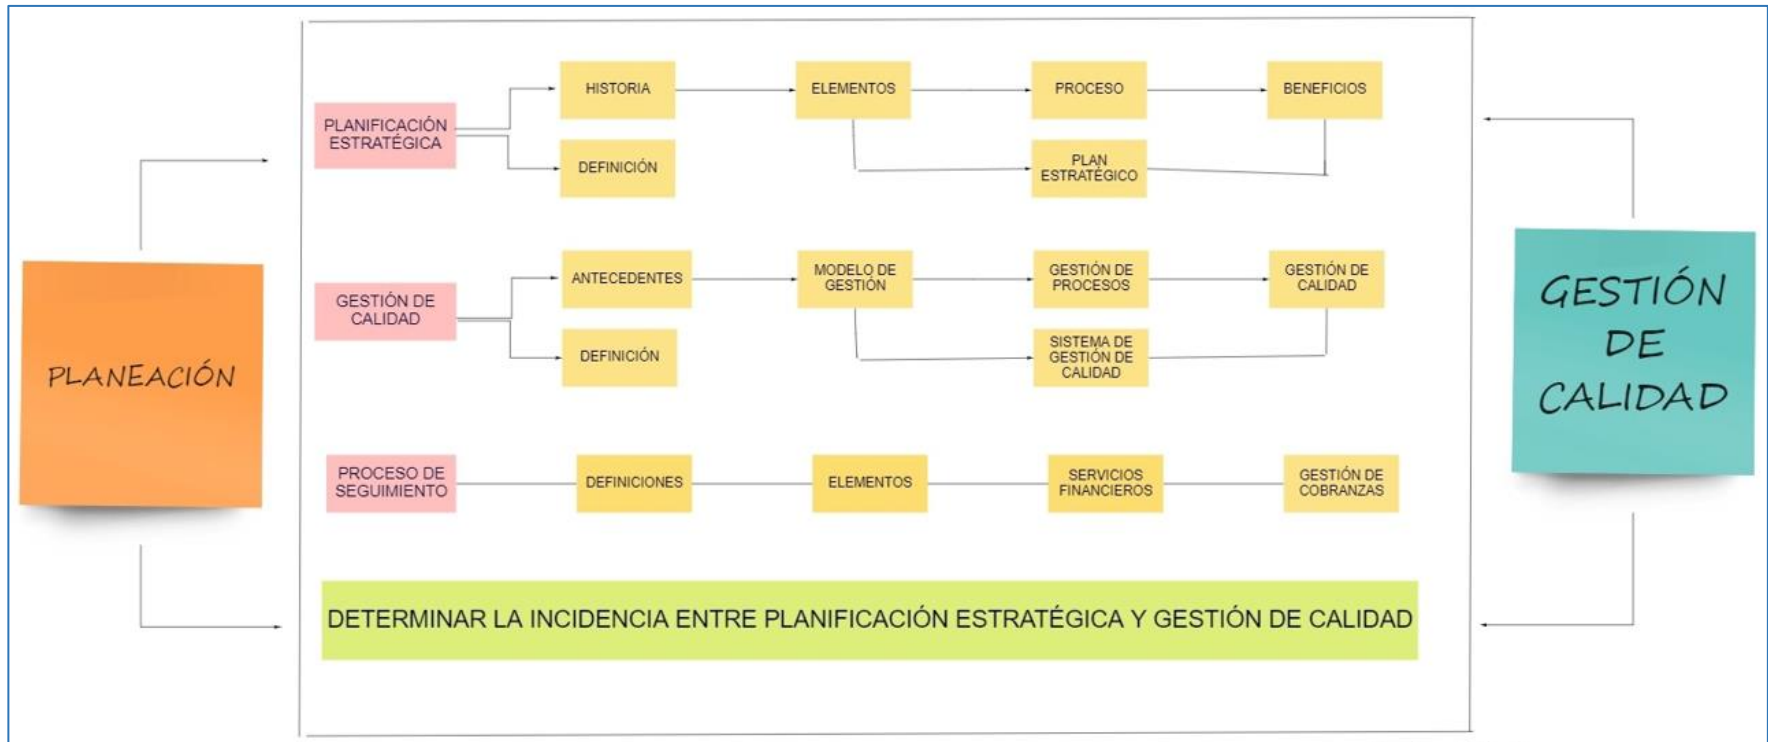 HISTORIA
ELEMENTOS
PROCESO
BENEFICIOS
PLANIFICACIÓN
ESTRATÉGICA
DEFINICIÓN
PLAN
ESTRATÉGICO
ANTECEDENTES
MODELO DE
GESTIÓN
GESTIÓN DE
PROCESOS
GESTIÓN DE
CALIDAD
GESTIÓN DE
CALIDAD
DEFINICIÓN
SISTEMA DE
GESTIÓN DE
CALIDAD
PLANEACIÓN
GESTIÓN
DE
CALIDAD
PROCESO DE
SEGUIMIENTO
DEFINICIONES
ELEMENTOS
SERVICIOS
FINANCIEROS
GESTIÓN DE
COBRANZAS
DETERMINAR LA INCIDENCIA ENTRE PLANIFICACIÓN ESTRATÉGICA Y GESTIÓN DE CALIDAD